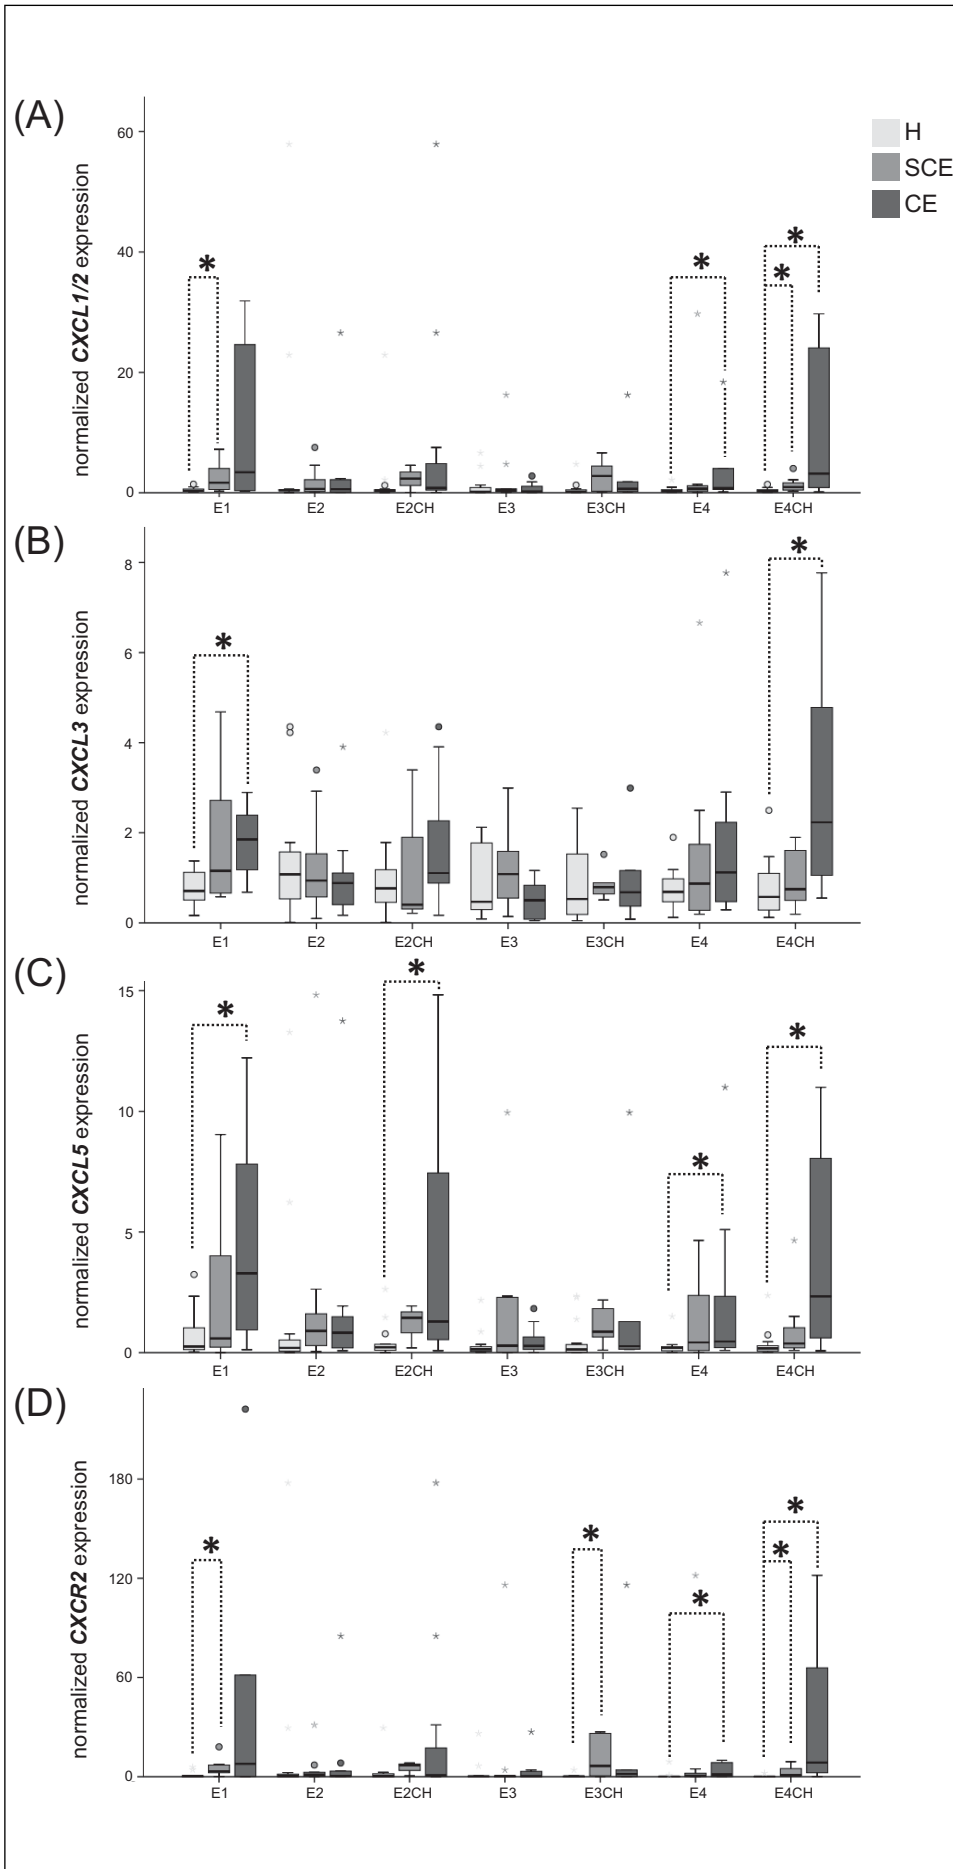 (A)
normalized CXCL1/2 expression
60
40
20
0
* * * *
E1 E2 E2CH E3 E3CH E4 E4CH
H
SCE
CE
(B)
normalized CXCL3 expression
8
6
4
2
0
* *
E1 E2 E2CH E3 E3CH E4 E4CH
(C)
normalized CXCL5 expression
15
10
5
0
* * * *
E1 E2 E2CH E3 E3CH E4 E4CH
(D)
normalized CXCR2 expression
180
120
60
0
* * * * *
E1 E2 E2CH E3 E3CH E4 E4CH